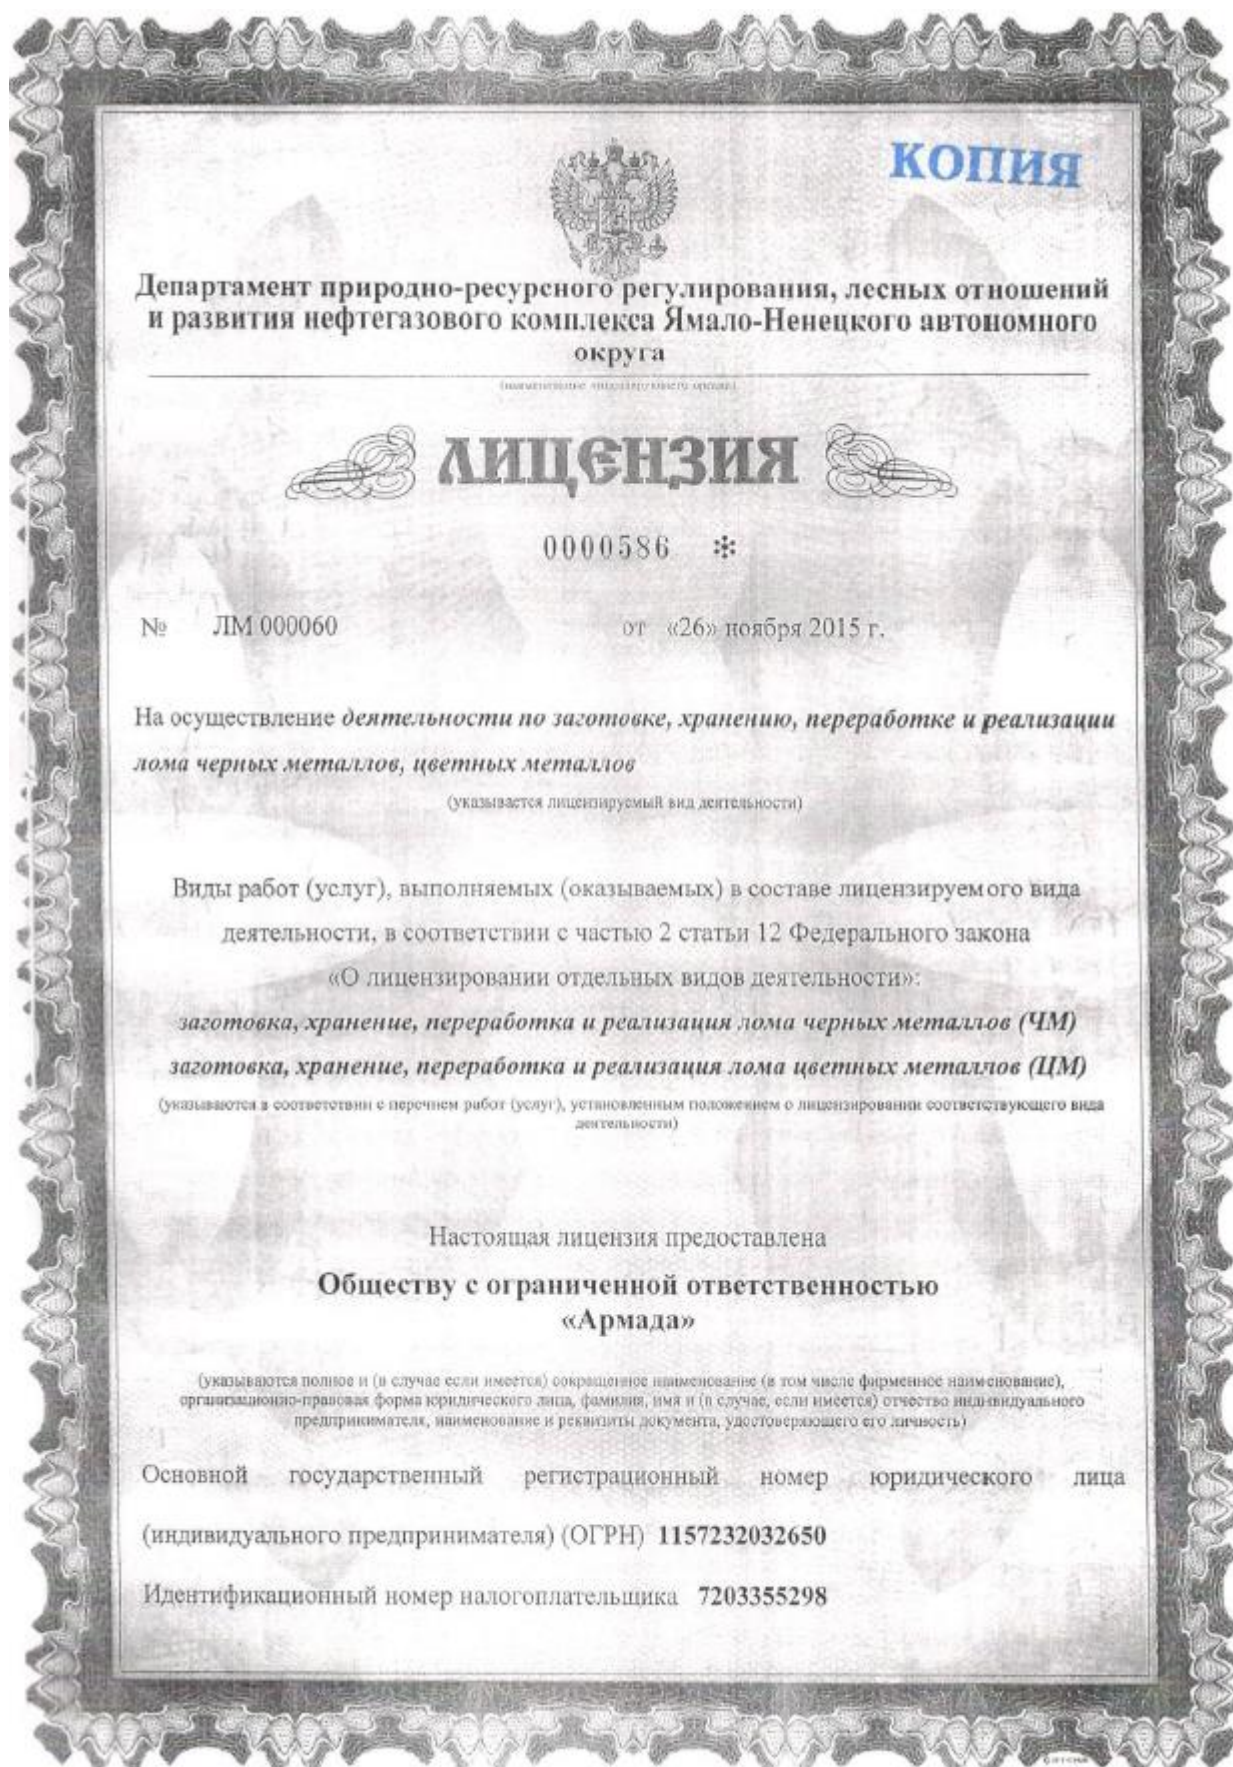 КОПИЯ
Департамент природно-ресурсного регулирования, лесных отношений
и развития нефтегазового комплекса Ямало-Ненецкого автономного
округа
(наименование лицензирующего органа)
ЛИЦЕНЗИЯ
0000586 *
№ ЛМ 000060 от «26» ноября 2015 г.
На осуществление деятельности по заготовке, хранению, переработке и реализации
лома черных металлов, цветных металлов
(указывается лицензируемый вид деятельности)
Виды работ (услуг), выполняемых (оказываемых) в составе лицензируемого вида
деятельности, в соответствии с частью 2 статьи 12 Федерального закона
«О лицензировании отдельных видов деятельности»:
заготовка, хранение, переработка и реализация лома черных металлов (ЧМ)
заготовка, хранение, переработка и реализация лома цветных металлов (ЦМ)
(указываются в соответствии с перечнем работ (услуг), установленным положением о лицензировании соответствующего вида
деятельности)
Настоящая лицензия предоставлена
Обществу с ограниченной ответственностью
«Армада»
(указываются полное и (в случае если имеется) сокращенное наименование (в том числе фирменное наименование),
организационно-правовая форма юридического лица, фамилия, имя и (в случае, если имеется) отчество индивидуального
предпринимателя, наименование и реквизиты документа, удостоверяющего его личность)
Основной государственный регистрационный номер юридического лица
(индивидуального предпринимателя) (ОГРН) 1157232032650
Идентификационный номер налогоплательщика 7203355298